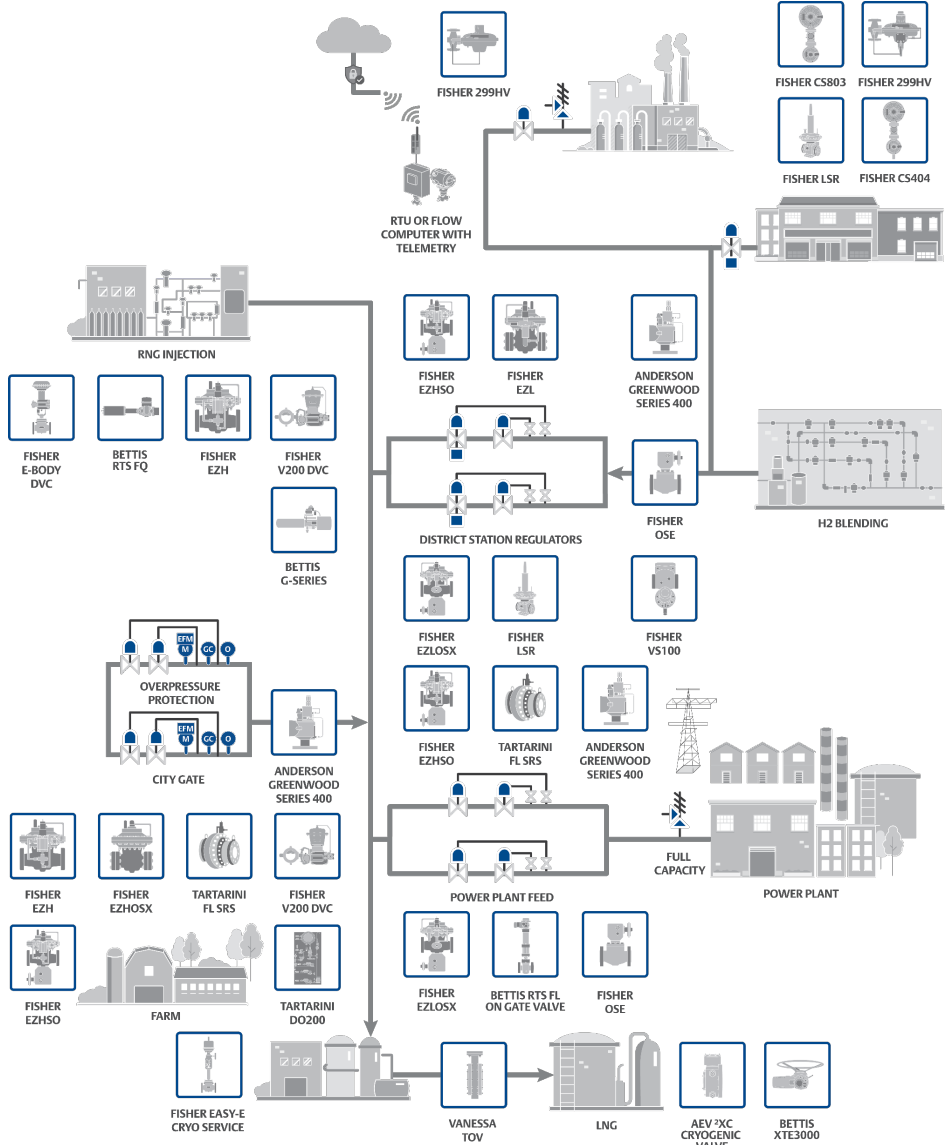 FISHER 299HV
FISHER CS803
FISHER 299HV
FISHER LSR
FISHER CS404
RTU OR FLOW
COMPUTER WITH
TELEMETRY
RNG INJECTION
FISHER
E-BODY
DVC
BETTIS
RTS FQ
FISHER
EZH
FISHER
V200 DVC
BETTIS
G-SERIES
FISHER
EZHSO
FISHER
EZL
ANDERSON
GREENWOOD
SERIES 400
DISTRICT STATION REGULATORS
FISHER
OSE
H2 BLENDING
FISHER
EZLOSX
FISHER
LSR
FISHER
VS100
EFM
M
GC
O
OVERPRESSURE
PROTECTION
EFM
M
GC
O
CITY GATE
ANDERSON
GREENWOOD
SERIES 400
FISHER
EZHSO
TARTARINI
FL SRS
ANDERSON
GREENWOOD
SERIES 400
FULL
CAPACITY
POWER PLANT
POWER PLANT FEED
FISHER
EZH
FISHER
EZHOSX
TARTARINI
FL SRS
FISHER
V200 DVC
FISHER
EZHSO
FARM
TARTARINI
DO200
FISHER
EZLOSX
BETTIS RTS FL
ON GATE VALVE
FISHER
OSE
FISHER EASY-E
CRYO SERVICE
VANESSA
TOV
LNG
AEV ²XC
CRYOGENIC
VALVE
BETTIS
XTE3000